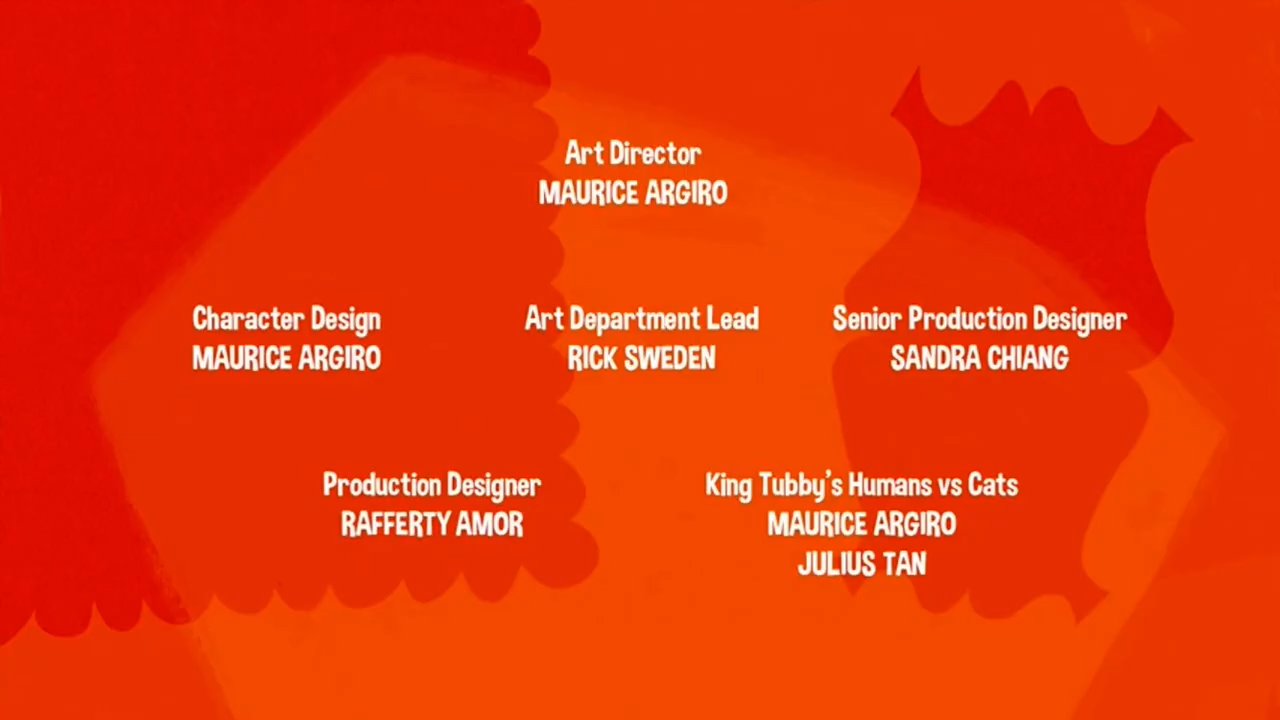 Art Director
MAURICE ARGIRO
Character Design
MAURICE ARGIRO
Art Department Lead
RICK SWEDEN
Senior Production Designer
SANDRA CHIANG
Production Designer
RAFFERTY AMOR
King Tubby's Humans vs Cats
MAURICE ARGIRO
JULIUS TAN